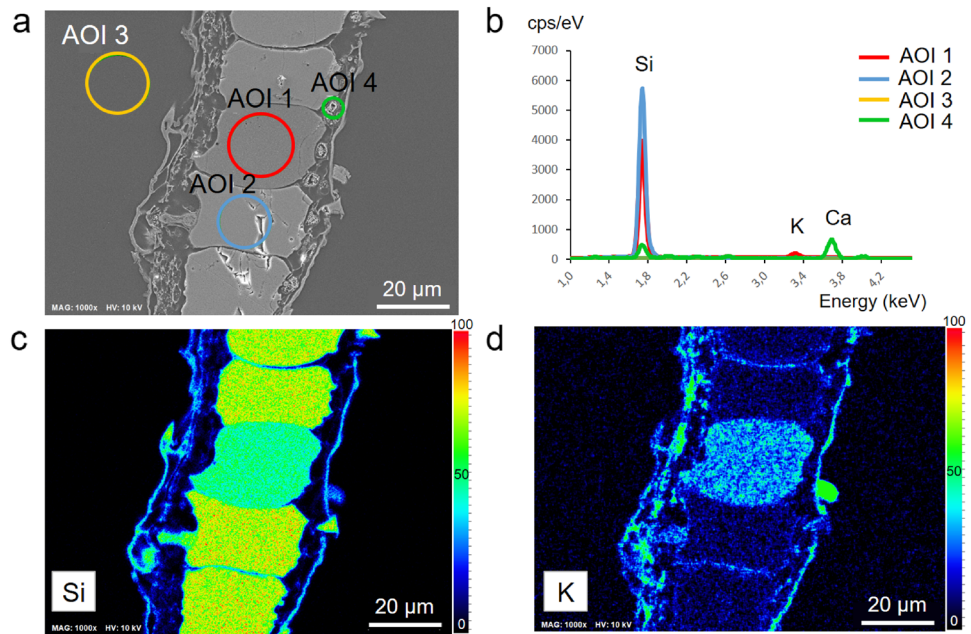 a
AOI 3
AOI 4
AOI 1
AOI 2
20 µm
MAG: 1000x HV: 10 kV
b
cps/eV
7000
6000
5000
4000
3000
2000
1000
0
Si
K
Ca
AOI 1
AOI 2
AOI 3
AOI 4
1,0
1,4
1,8
2,2
2,6
3,0
3,4
3,8
4,2
Energy (keV)
c
100
50
0
Si
20 µm
MAG: 1000x HV: 10 kV
d
100
50
0
K
20 µm
MAG: 1000x HV: 10 kV